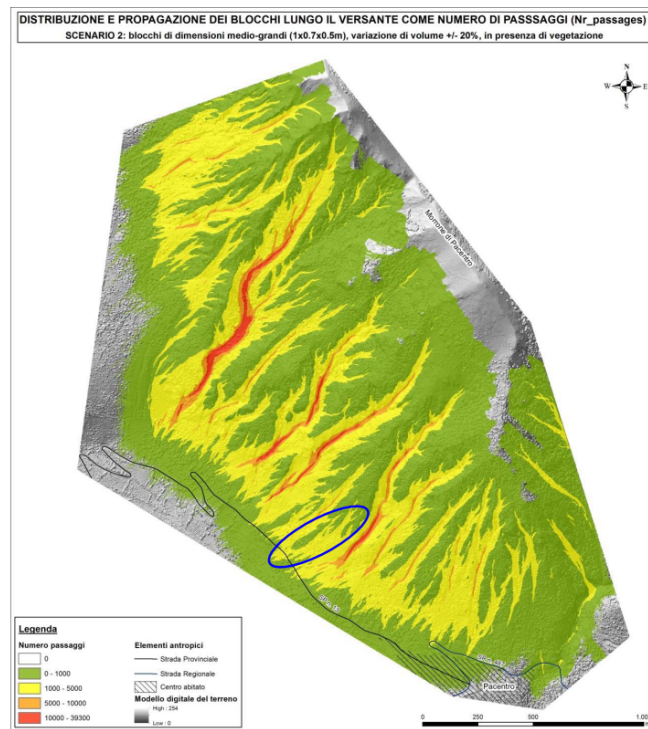 DISTRIBUZIONE E PROPAGAZIONE DEI BLOCCHI LUNGO IL VERSANTE COME NUMERO DI PASSSAGGI (Nr_passages)
SCENARIO 2: blocchi di dimensioni medio-grandi (1x0.7x0.5m), variazione di volume +/- 20%, in presenza di vegetazione
N
W E
S
Morrone di Pacentro
Pacentro
Legenda
Numero passaggi
0
0 - 1000
1000 - 5000
5000 - 10000
10000 - 39300
Elementi antropici
Strada Provinciale
Strada Regionale
Centro abitato
Modello digitale del terreno
High : 254
Low : 0
0 250 500